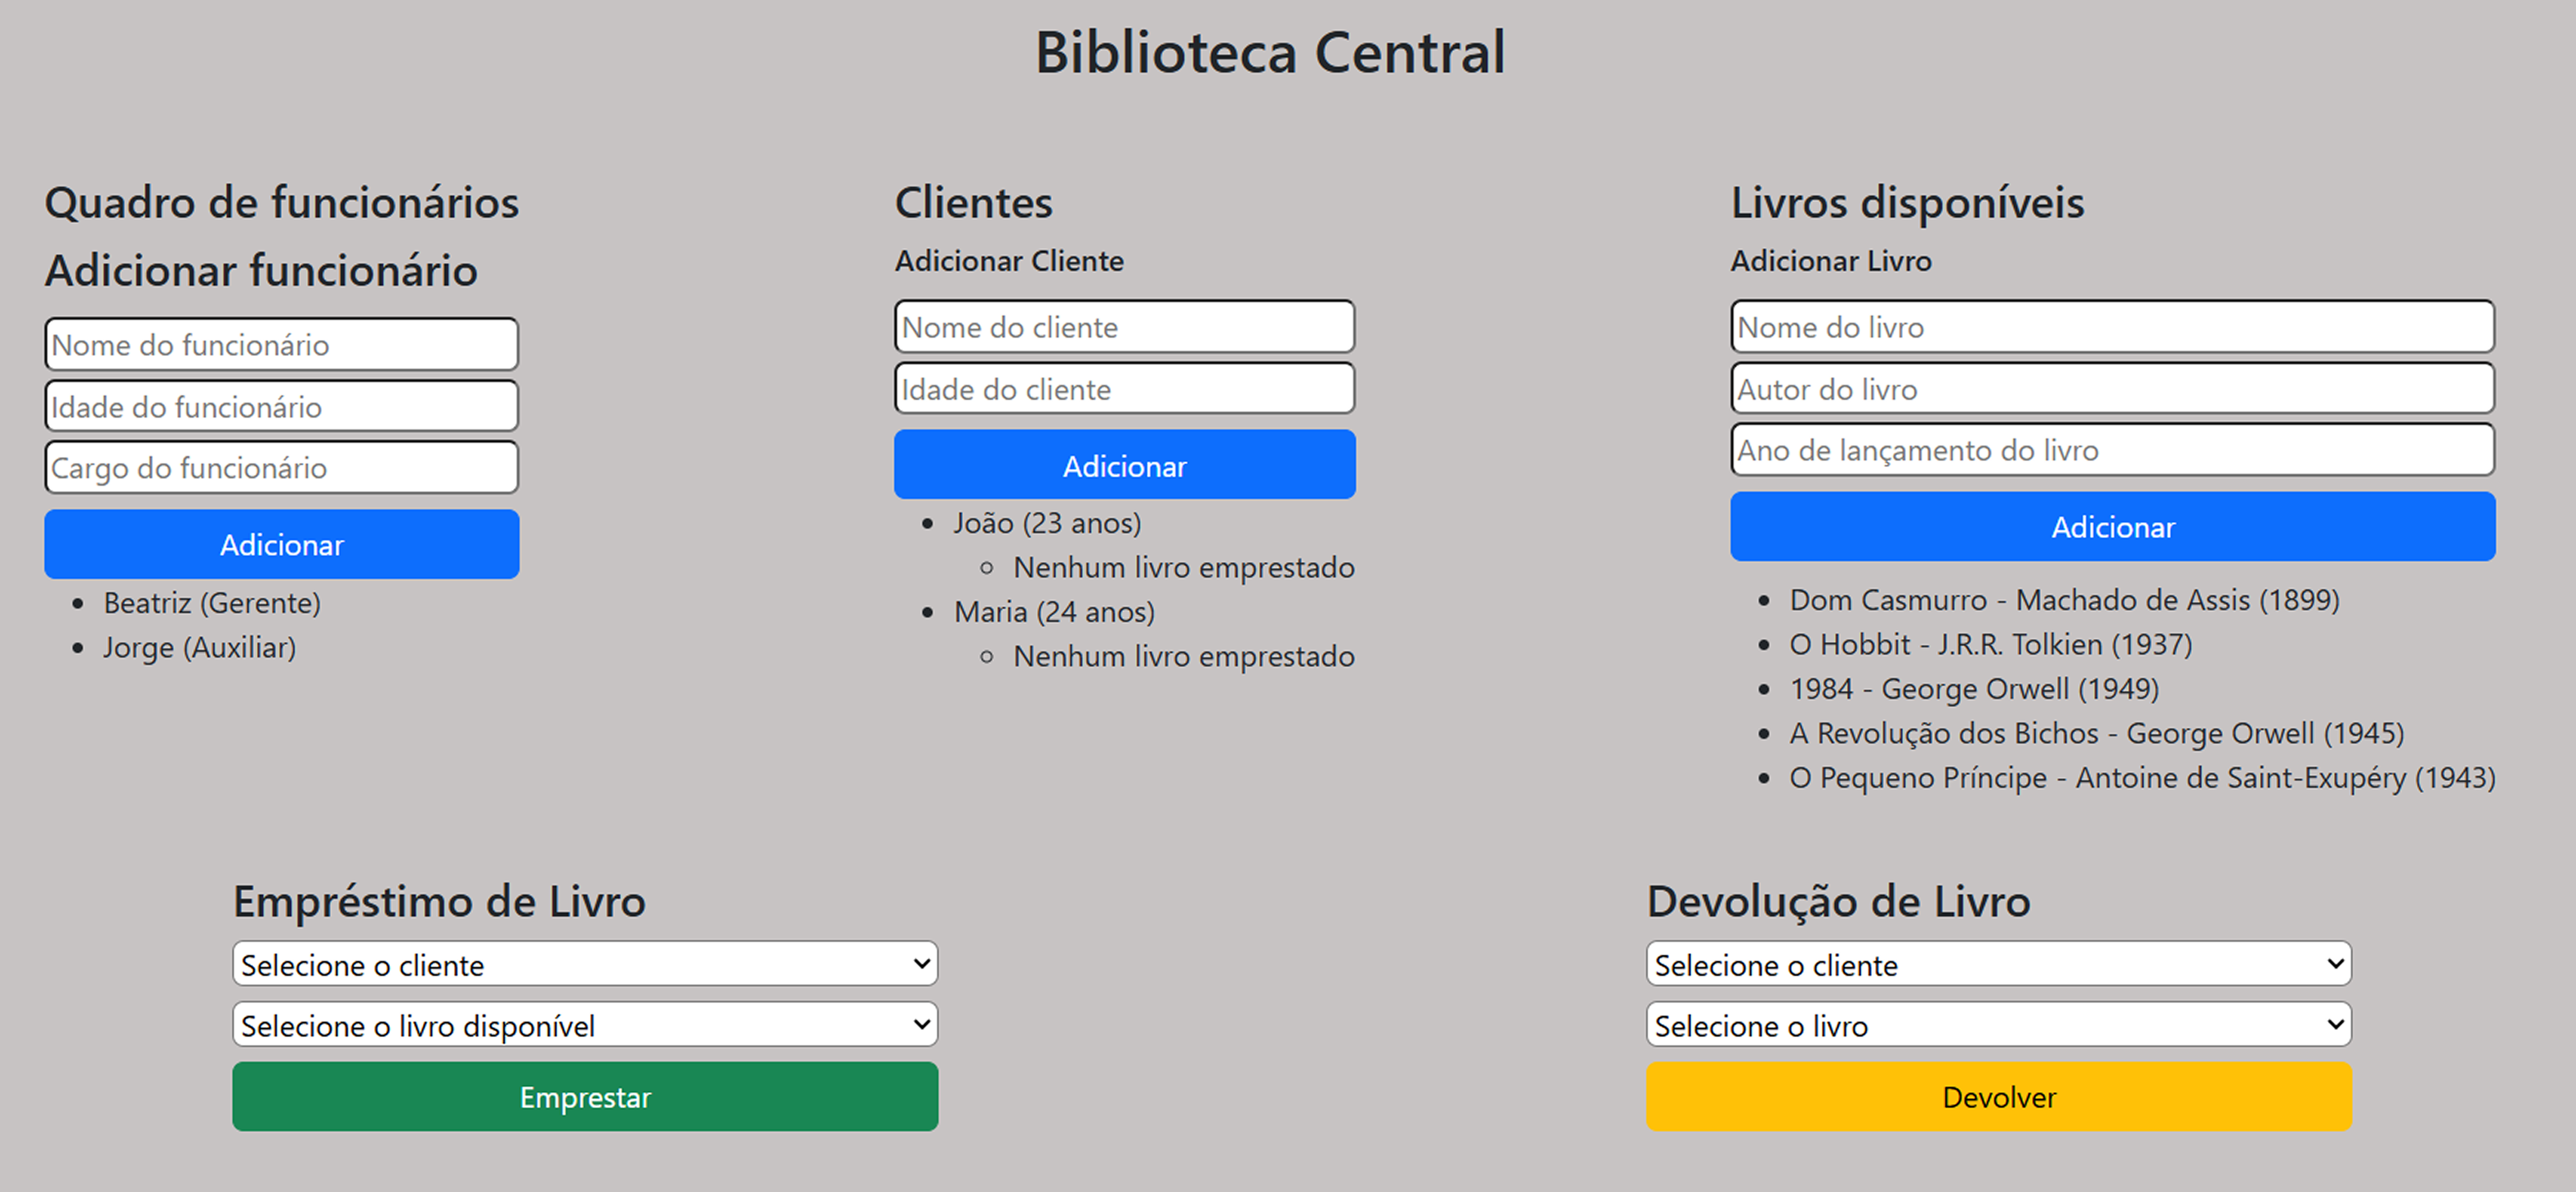 Biblioteca Central
Quadro de funcionários
Adicionar funcionário
Nome do funcionário
Idade do funcionário
Cargo do funcionário
Adicionar
Beatriz (Gerente)
Jorge (Auxiliar)
Clientes
Adicionar Cliente
Nome do cliente
Idade do cliente
Adicionar
João (23 anos)
Nenhum livro emprestado
Maria (24 anos)
Nenhum livro emprestado
Livros disponíveis
Adicionar Livro
Nome do livro
Autor do livro
Ano de lançamento do livro
Adicionar
Dom Casmurro - Machado de Assis (1899)
O Hobbit - J.R.R. Tolkien (1937)
1984 - George Orwell (1949)
A Revolução dos Bichos - George Orwell (1945)
O Pequeno Príncipe - Antoine de Saint-Exupéry (1943)
Empréstimo de Livro
Selecione o cliente
Selecione o livro disponível
Emprestar
Devolução de Livro
Selecione o cliente
Selecione o livro
Devolver